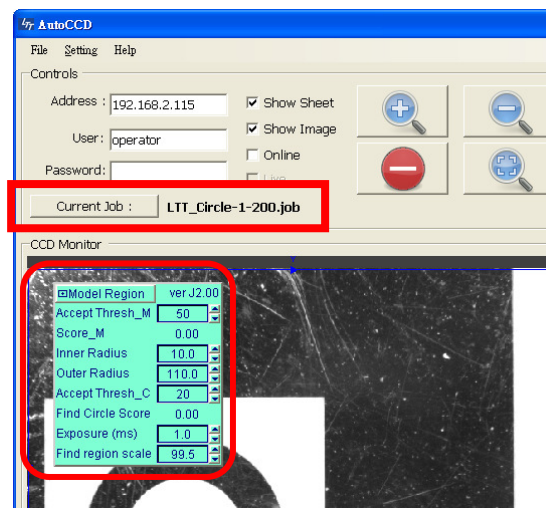 LTT AutoCCD
File Setting Help
Controls
Address : 192.168.2.115
Show Sheet
User: operator
Show Image
Online
Password:
Live
Current Job : LTT_Circle-1-200.job
CCD Monitor
Model Region ver J2.00
Accept Thresh_M 50
Score_M 0.00
Inner Radius 10.0
Outer Radius 110.0
Accept Thresh_C 20
Find Circle Score 0.00
Exposure (ms) 1.0
Find region scale 99.5